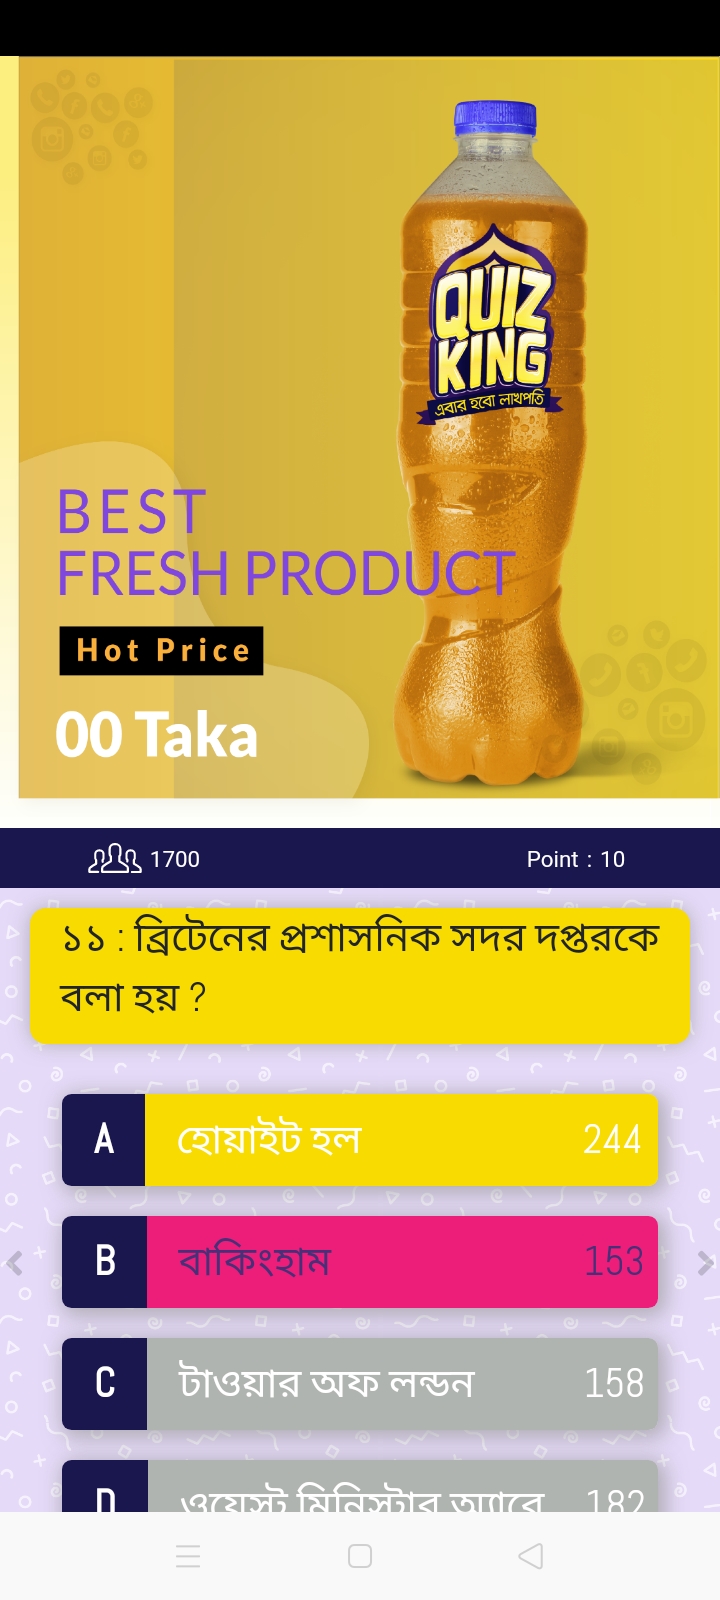 QUIZ
KING
এবার হবো লাখপতি
BEST
FRESH PRODUCT
Hot Price
00 Taka
1700 Point : 10
১১ : ব্রিটেনের প্রশাসনিক সদর দপ্তরকে
বলা হয় ?
A হোয়াইট হল 244
B বাকিংহাম 153
C টাওয়ার অফ লন্ডন 158
D ওয়েস্ট মিনিস্টার অ্যাবে 182